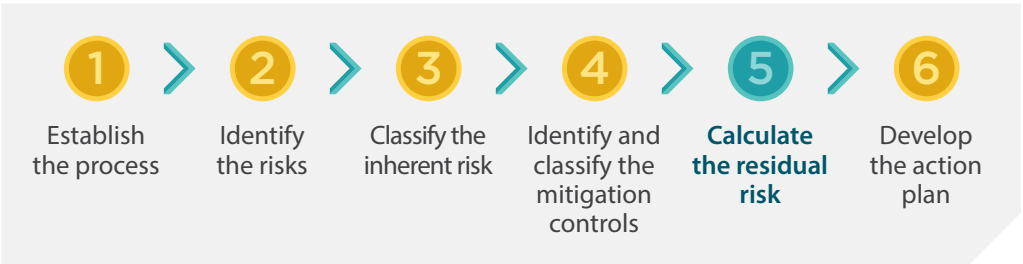 1
2
3
4
5
6
Establish
the process
Identify
the risks
Classify the
inherent risk
Identify and
classify the
mitigation
controls
Calculate
the residual
risk
Develop
the action
plan